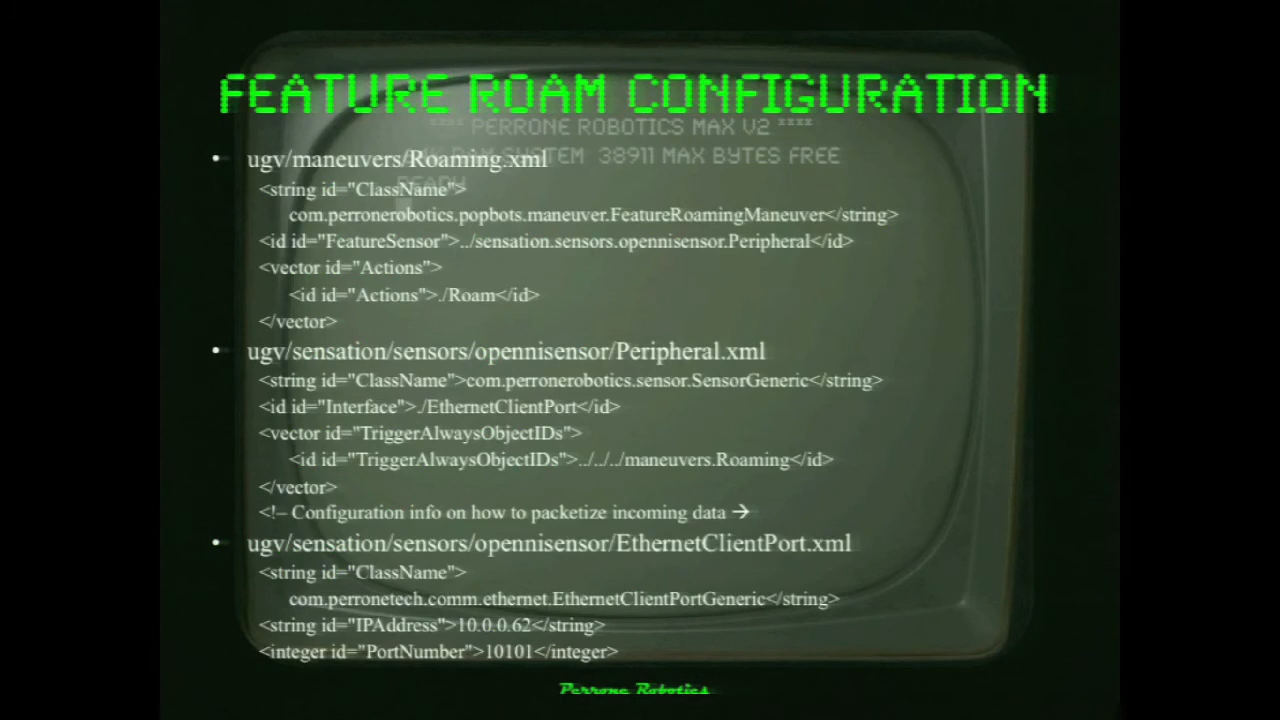 FEATURE ROAM CONFIGURATION
**** PERRONE ROBOTICS MAX V2 ****
RAM SYSTEM 38911 MAX BYTES FREE
• ugv/maneuvers/Roaming.xml
READY
<string id="ClassName">
com.perronerobotics.popbots.maneuver.FeatureRoamingManeuver</string>
<id id="FeatureSensor">../sensation.sensors.opennisensor.Peripheral</id>
<vector id="Actions">
<id id="Actions">./Roam</id>
</vector>
• ugv/sensation/sensors/opennisensor/Peripheral.xml
<string id="ClassName">com.perronerobotics.sensor.SensorGeneric</string>
<id id="Interface">./EthernetClientPort</id>
<vector id="TriggerAlwaysObjectIDs">
<id id="TriggerAlwaysObjectIDs">../../../maneuvers.Roaming</id>
</vector>
<!– Configuration info on how to packetize incoming data →
• ugv/sensation/sensors/opennisensor/EthernetClientPort.xml
<string id="ClassName">
com.perronetech.comm.ethernet.EthernetClientPortGeneric</string>
<string id="IPAddress">10.0.0.62</string>
<integer id="PortNumber">10101</integer>
Perrone Robotics